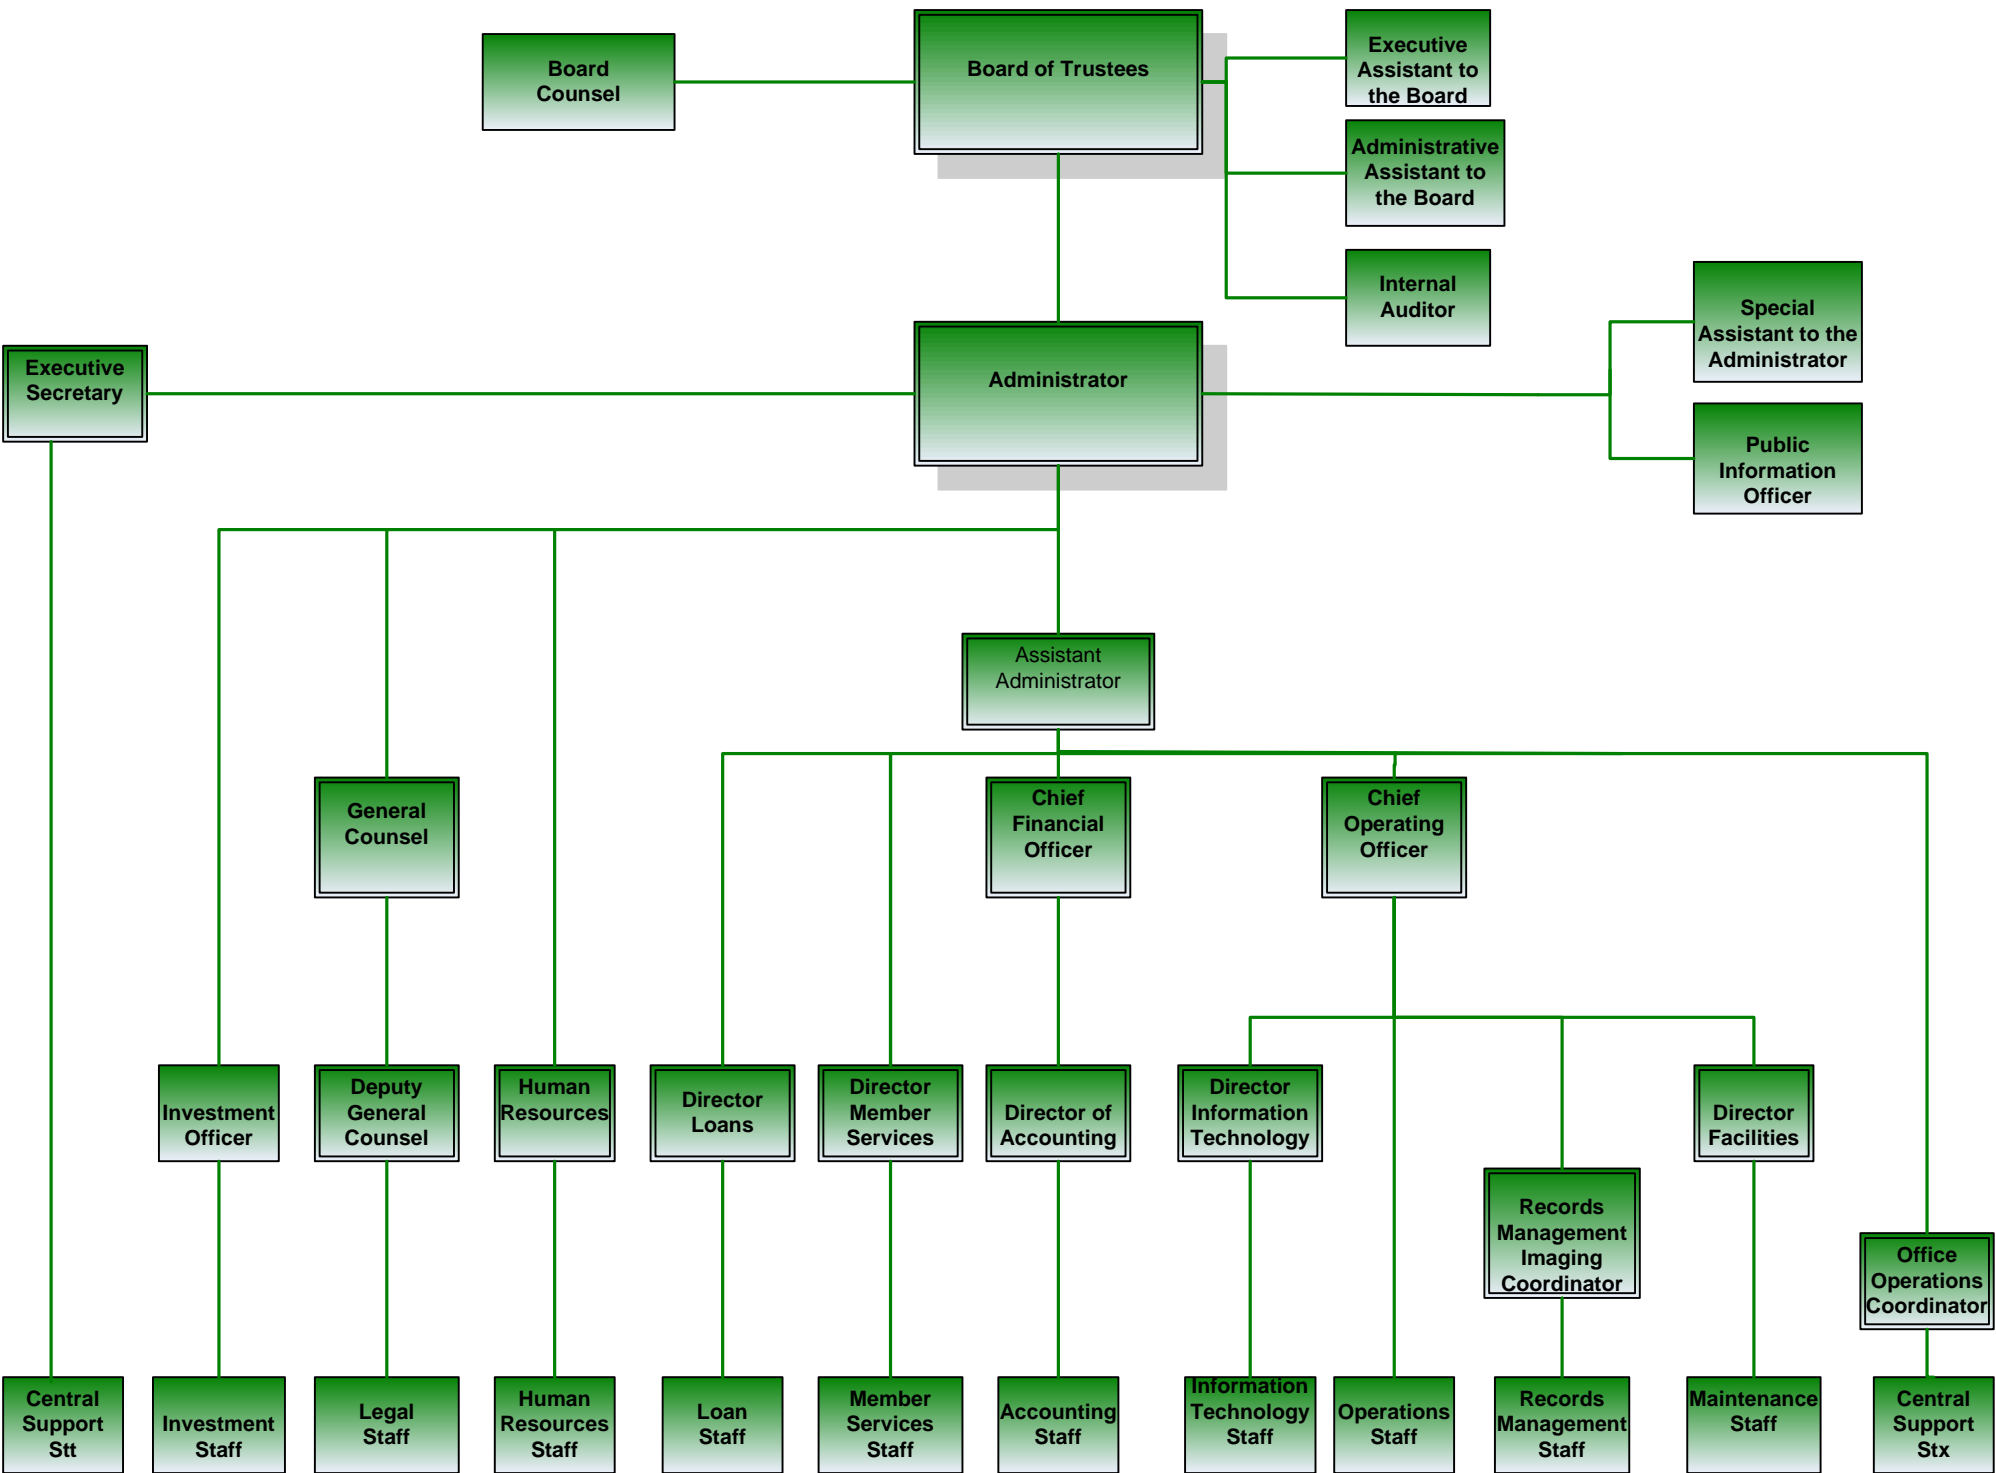 Board
Counsel
Board of Trustees
Executive
Assistant to
the Board
Administrative
Assistant to
the Board
Internal
Auditor
Special
Assistant to the
Administrator
Executive
Secretary
Administrator
Public
Information
Officer
Assistant
Administrator
General
Counsel
Chief
Financial
Officer
Chief
Operating
Officer
Investment
Officer
Deputy
General
Counsel
Human
Resources
Director
Loans
Director
Member
Services
Director of
Accounting
Director
Information
Technology
Director
Facilities
Records
Management
Imaging
Coordinator
Office
Operations
Coordinator
Central
Support
Stt
Investment
Staff
Legal
Staff
Human
Resources
Staff
Loan
Staff
Member
Services
Staff
Accounting
Staff
Information
Technology
Staff
Operations
Staff
Records
Management
Staff
Maintenance
Staff
Central
Support
Stx